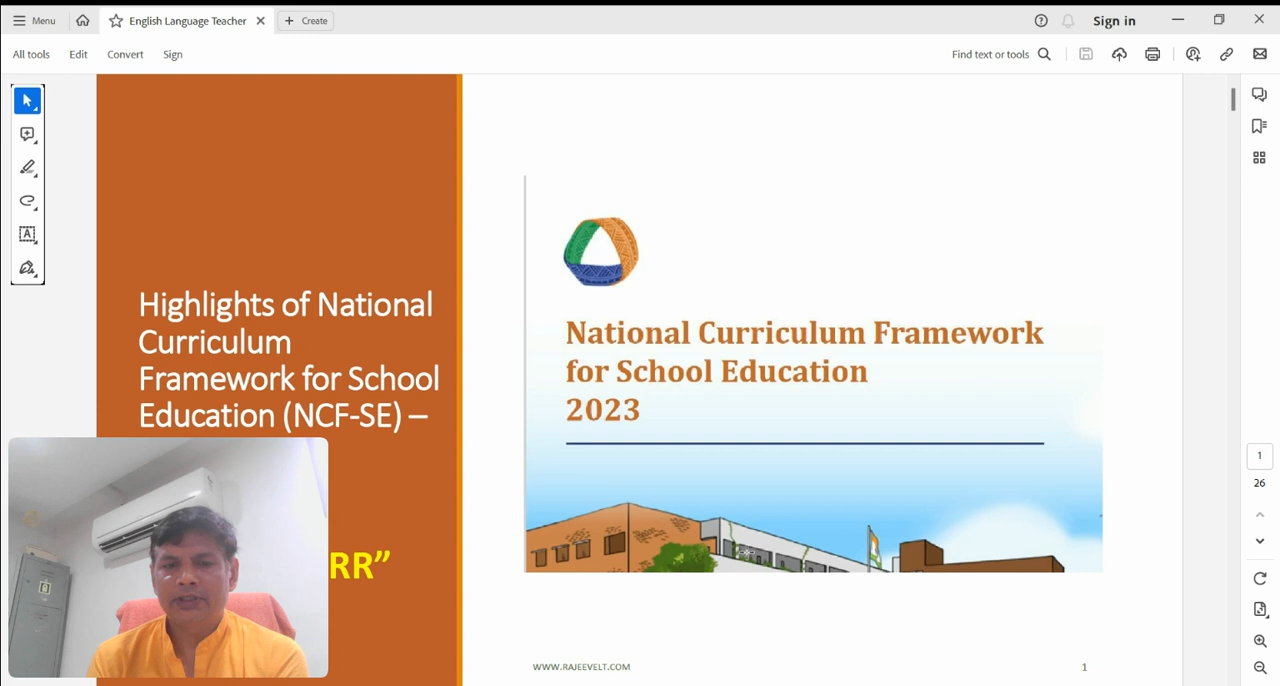 Menu
English Language Teacher
Create
Sign in
All tools
Edit
Convert
Sign
Find text or tools
Highlights of National
Curriculum
Framework for School
Education (NCF-SE) –
RR”
National Curriculum Framework
for School Education
2023
WWW.RAJEEVELT.COM
1
1
26